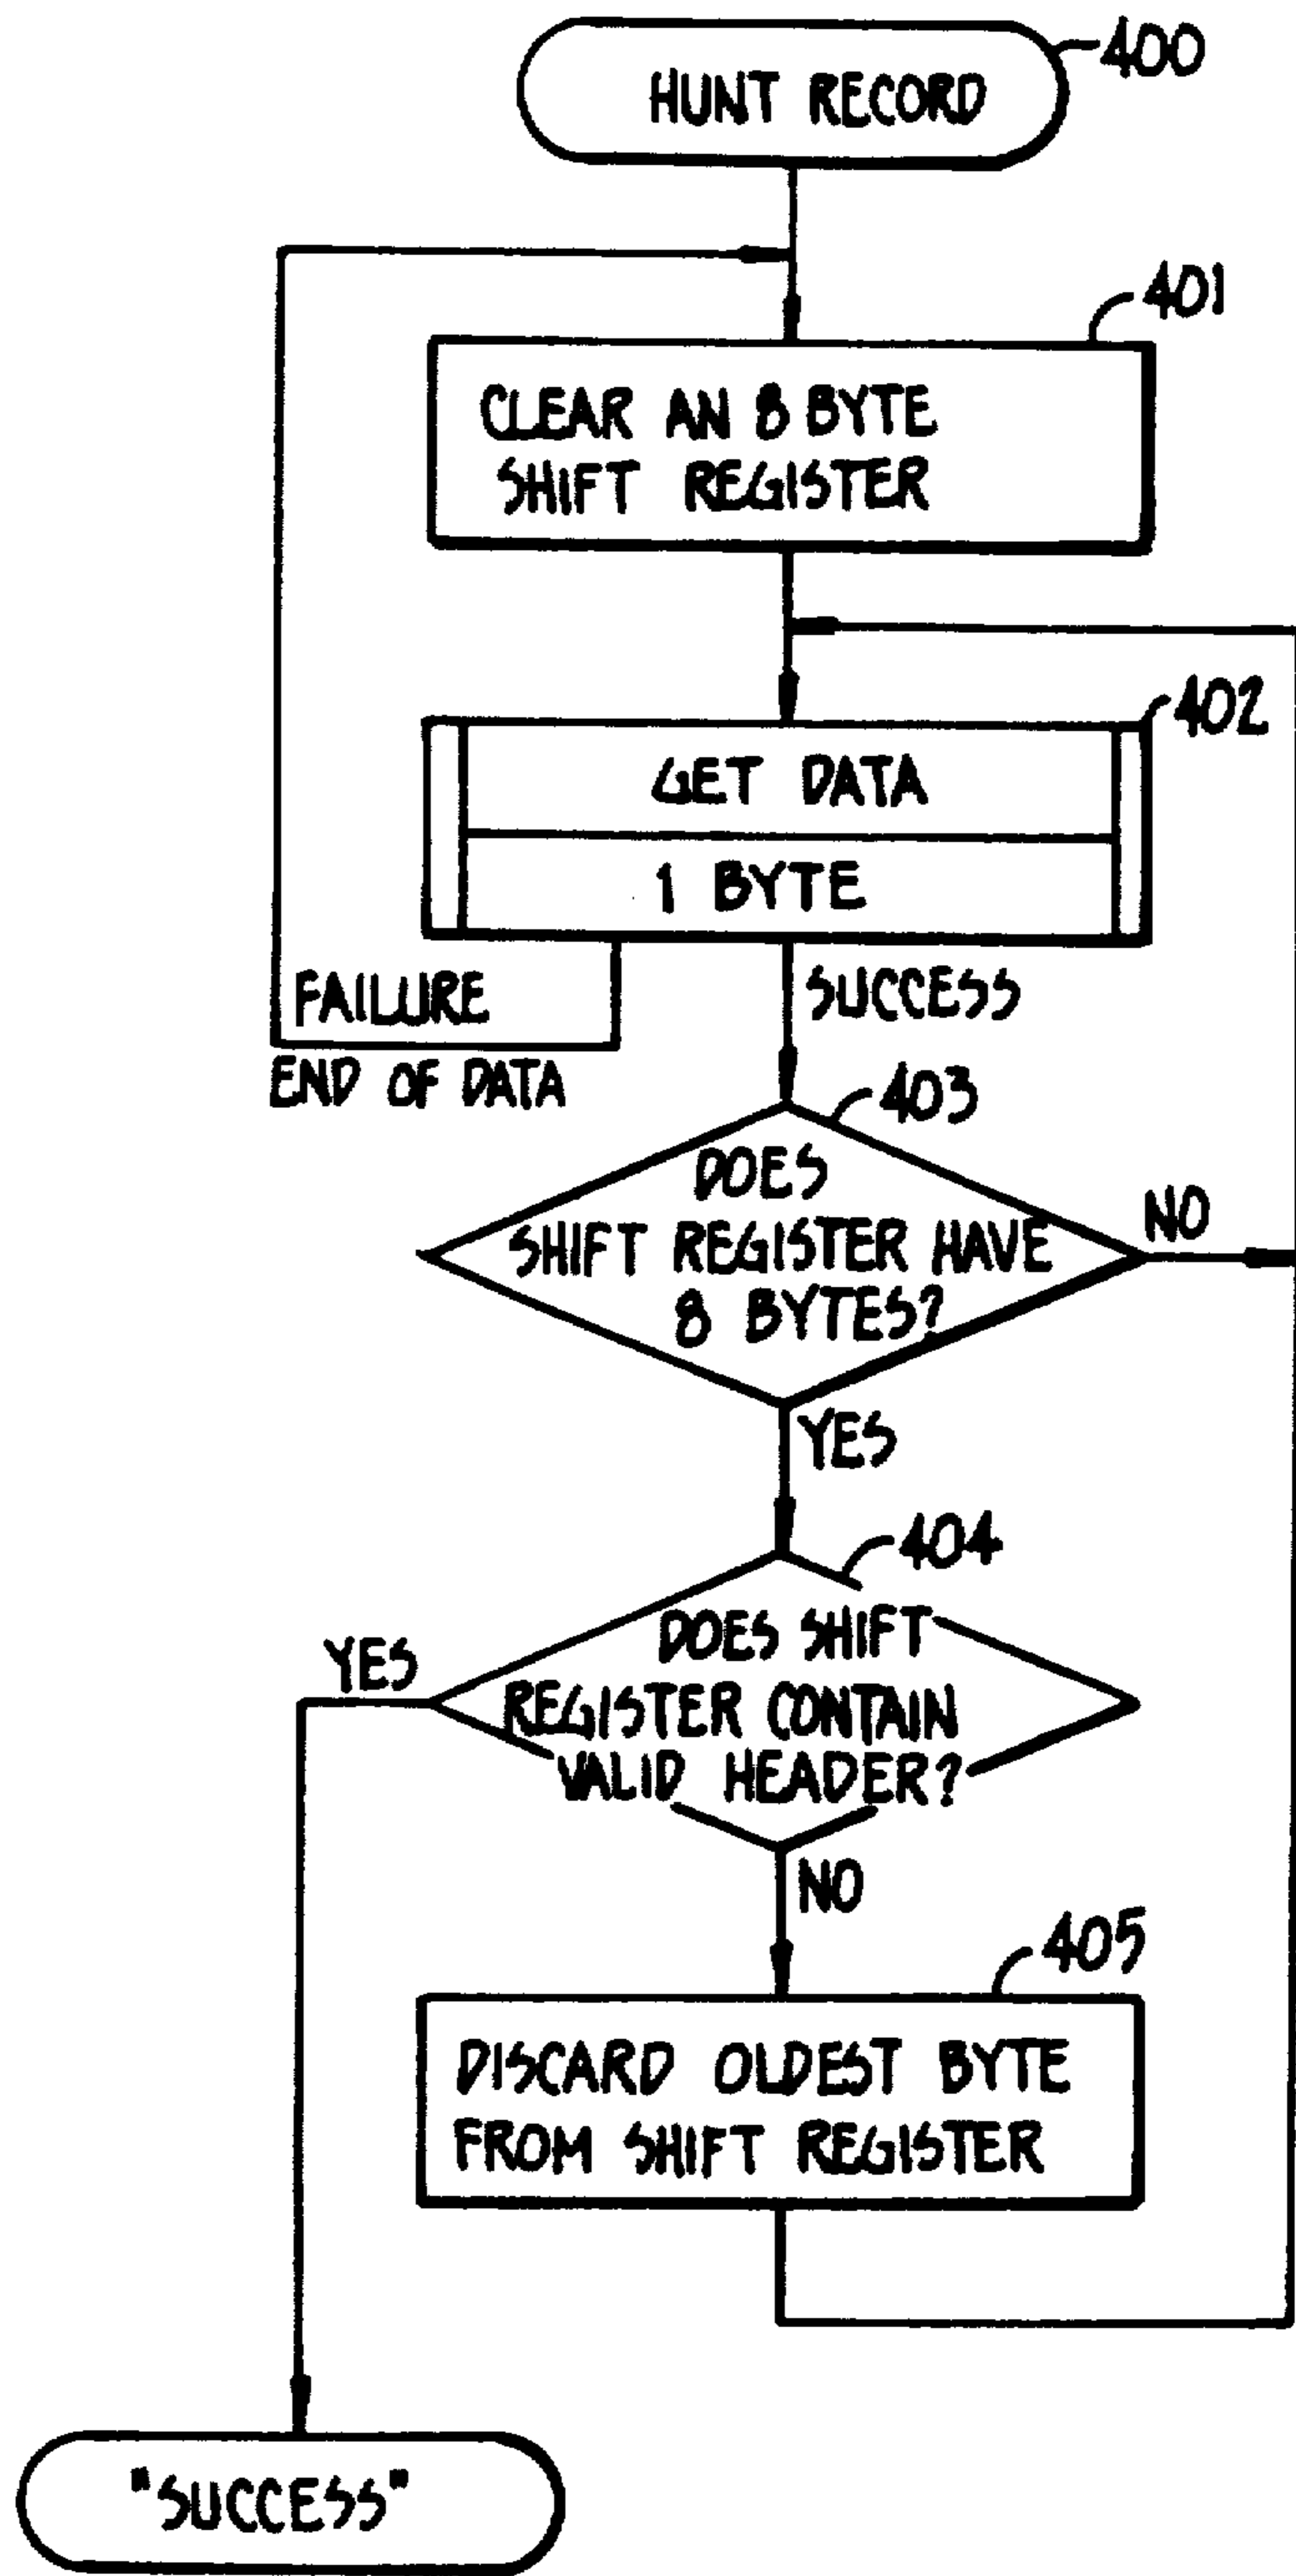 HUNT RECORD
400
401
CLEAR AN 8 BYTE
SHIFT REGISTER
402
GET DATA
1 BYTE
FAILURE
END OF DATA
SUCCESS
403
DOES
SHIFT REGISTER HAVE
8 BYTES?
NO
YES
404
DOES SHIFT
REGISTER CONTAIN
VALID HEADER?
YES
NO
405
DISCARD OLDEST BYTE
FROM SHIFT REGISTER
"SUCCESS"